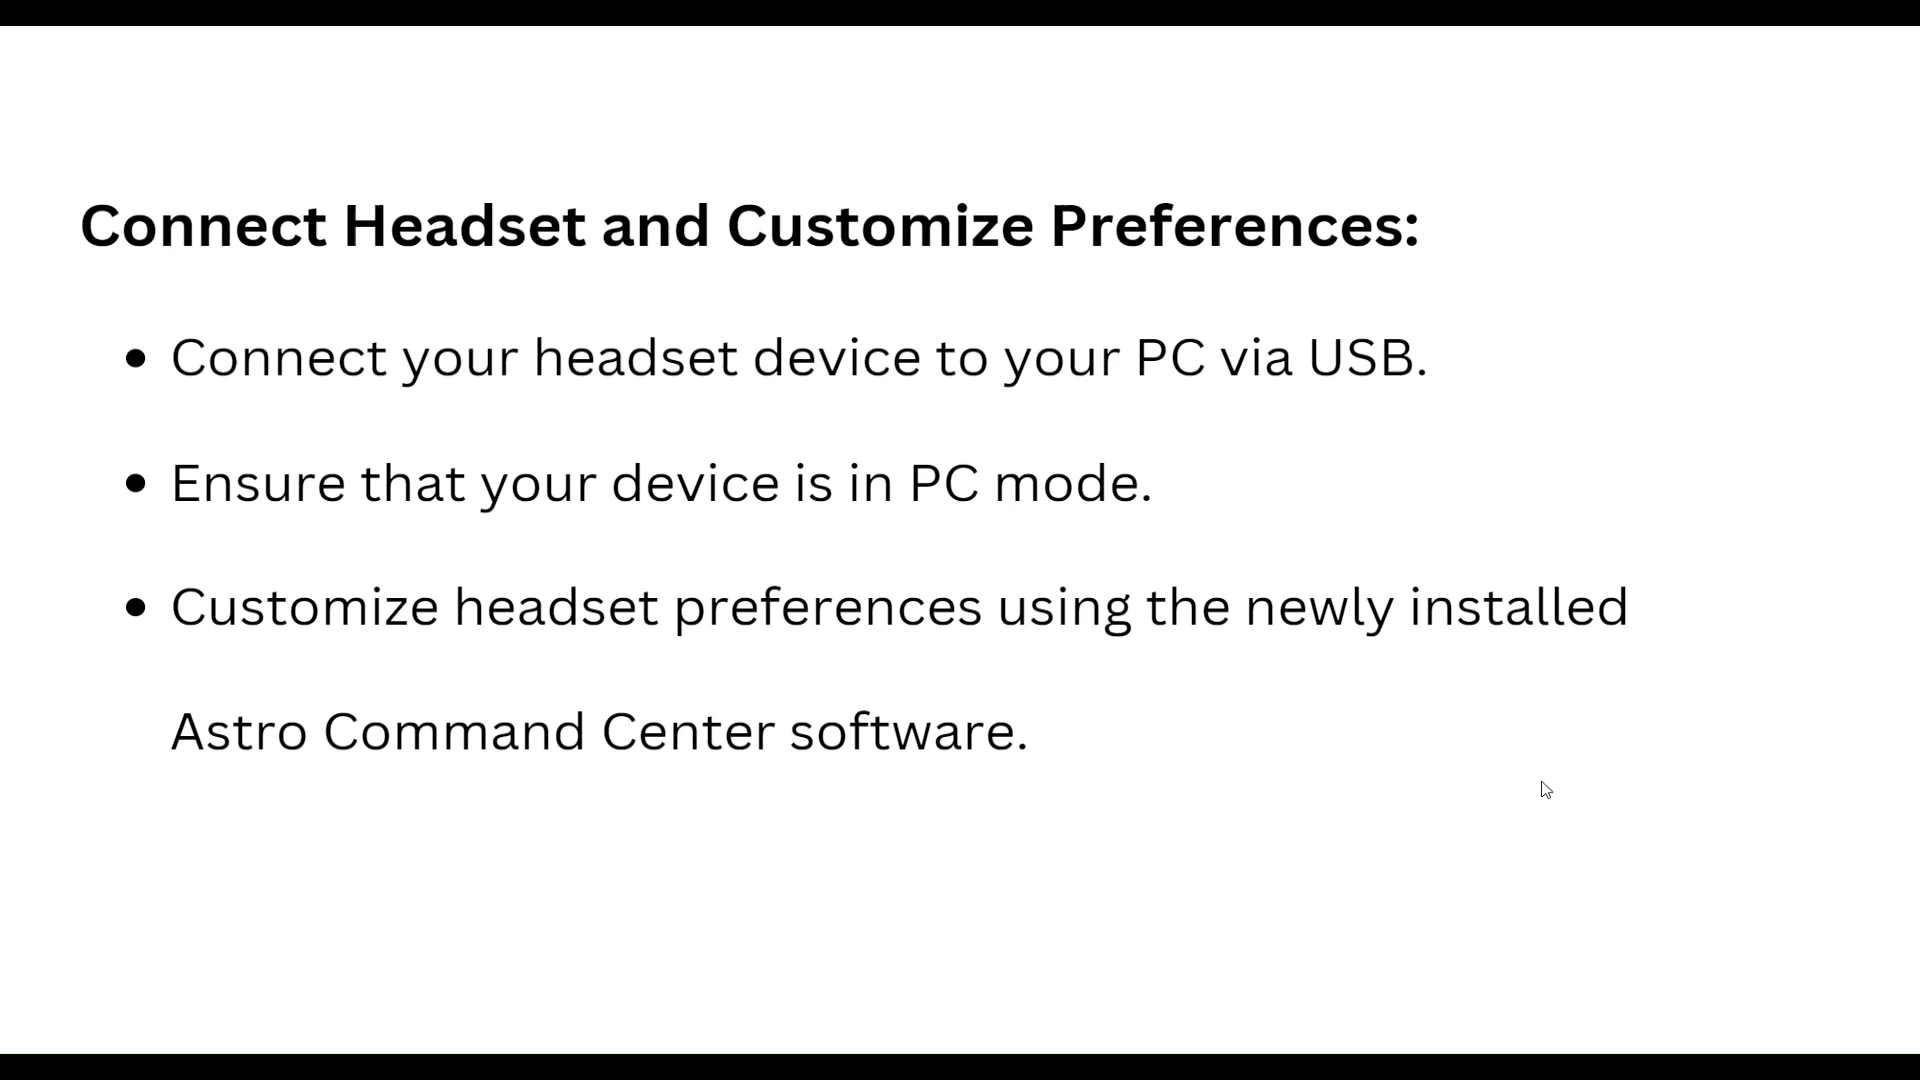 Connect Headset and Customize Preferences:
• Connect your headset device to your PC via USB.
• Ensure that your device is in PC mode.
• Customize headset preferences using the newly installed
Astro Command Center software.